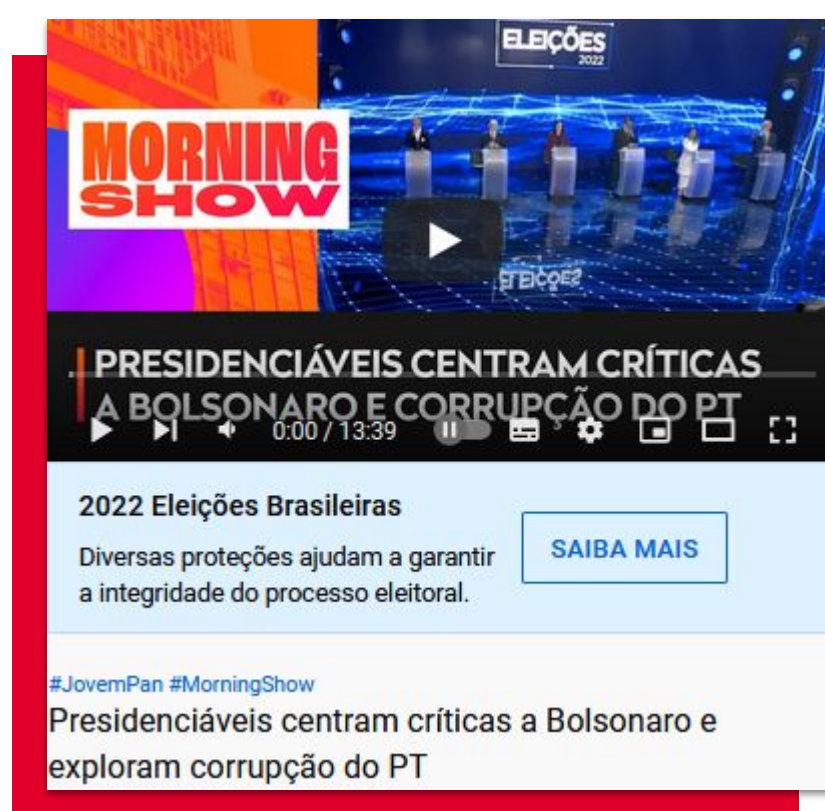 ELEIÇÕES
2022
MORNING
SHOW
ELEIÇÕES
PRESIDENCIÁVEIS CENTRAM CRÍTICAS
A BOLSONARO E CORRUPÇÃO DO PT
0:00 / 13:39
2022 Eleições Brasileiras
Diversas proteções ajudam a garantir
a integridade do processo eleitoral.
SAIBA MAIS
#JovemPan #MorningShow
Presidenciáveis centram críticas a Bolsonaro e
exploram corrupção do PT